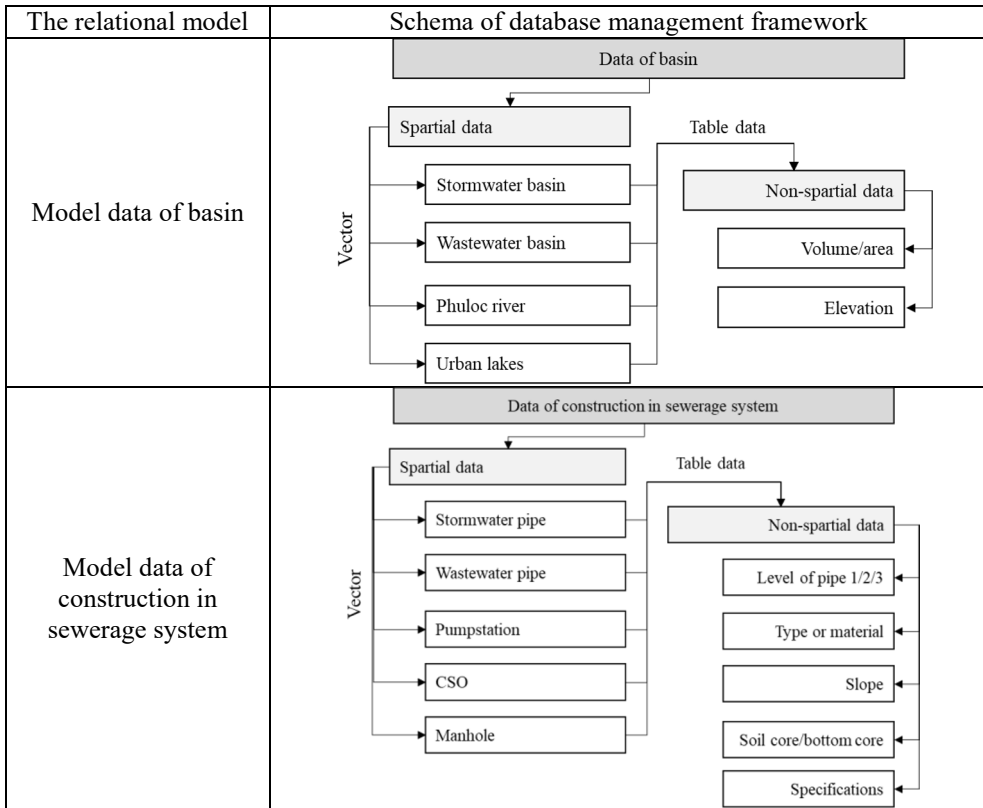 The relational model
Schema of database management framework
Model data of basin
Data of basin
Spartial data
Table data
Vector
Stormwater basin
Wastewater basin
Phuloc river
Urban lakes
Non-spartial data
Volume/area
Elevation
Model data of
construction in
sewerage system
Data of construction in sewerage system
Spartial data
Table data
Vector
Stormwater pipe
Wastewater pipe
Pumpstation
CSO
Manhole
Non-spartial data
Level of pipe 1/2/3
Type or material
Slope
Soil core/bottom core
Specifications